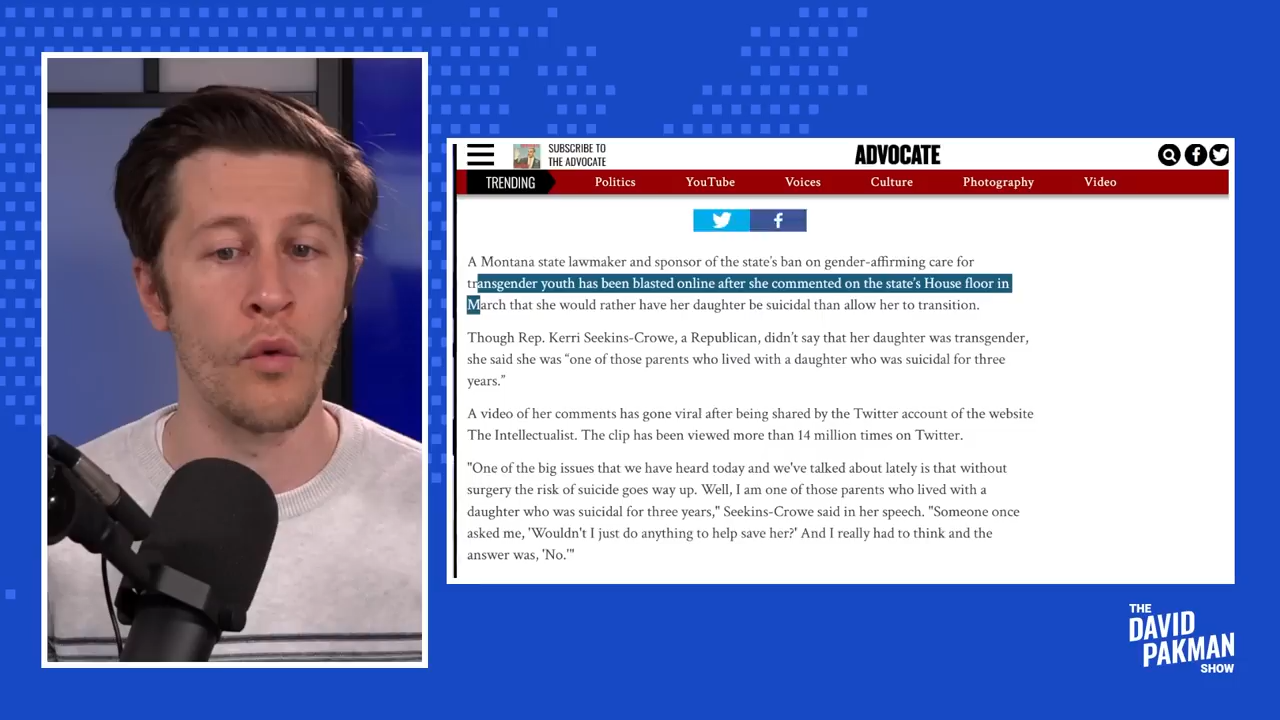 SUBSCRIBE TO
THE ADVOCATE
ADVOCATE
TRENDING
Politics
YouTube
Voices
Culture
Photography
Video
A Montana state lawmaker and sponsor of the state's ban on gender-affirming care for
transgender youth has been blasted online after she commented on the state's House floor in
March that she would rather have her daughter be suicidal than allow her to transition.
Though Rep. Kerri Seekins-Crowe, a Republican, didn't say that her daughter was transgender,
she said she was “one of those parents who lived with a daughter who was suicidal for three
years.”
A video of her comments has gone viral after being shared by the Twitter account of the website
The Intellectualist. The clip has been viewed more than 14 million times on Twitter.
"One of the big issues that we have heard today and we've talked about lately is that without
surgery the risk of suicide goes way up. Well, I am one of those parents who lived with a
daughter who was suicidal for three years," Seekins-Crowe said in her speech. "Someone once
asked me, 'Wouldn't I just do anything to help save her?' And I really had to think and the
answer was, 'No.'"
THE
DAVID
PAKMAN
SHOW